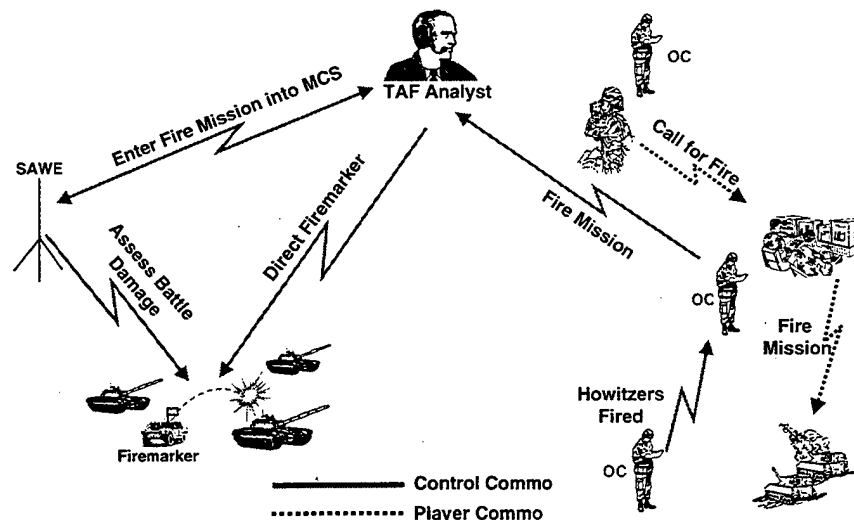 OC
TAF Analyst
Enter Fire Mission into MCS
Call for Fire
SAWE
Direct Firemarker
Fire Mission
Assess Battle
Damage
OC
Fire
Mission
Howitzers
Fired
Firemarker
OC
Control Commo
Player Commo